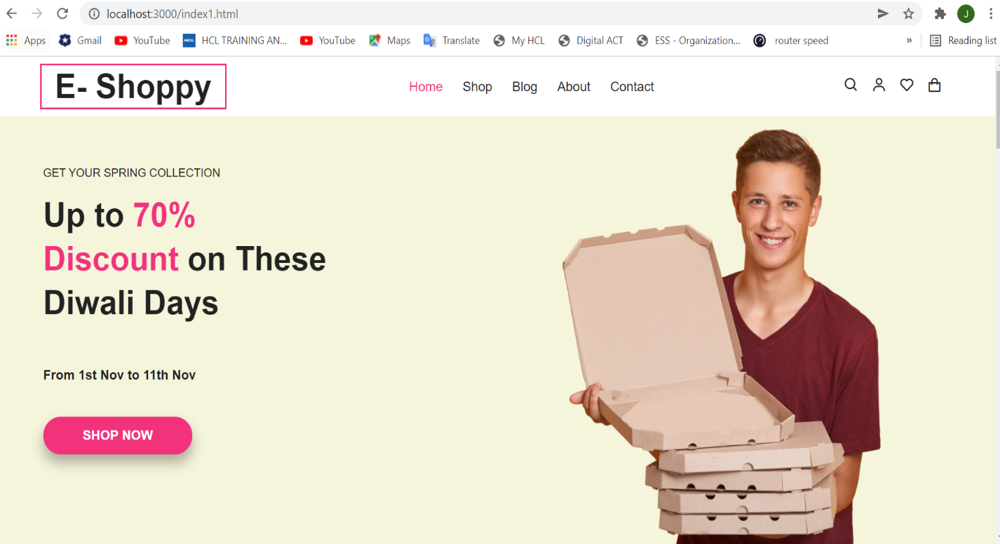 localhost:3000/index1.html
J
Apps Gmail YouTube HCL HCL TRAINING AN... YouTube Maps Translate My HCL Digital ACT ESS - Organization... router speed » Reading list
E- Shoppy
Home Shop Blog About Contact
GET YOUR SPRING COLLECTION
Up to 70%
Discount on These
Diwali Days
From 1st Nov to 11th Nov
SHOP NOW